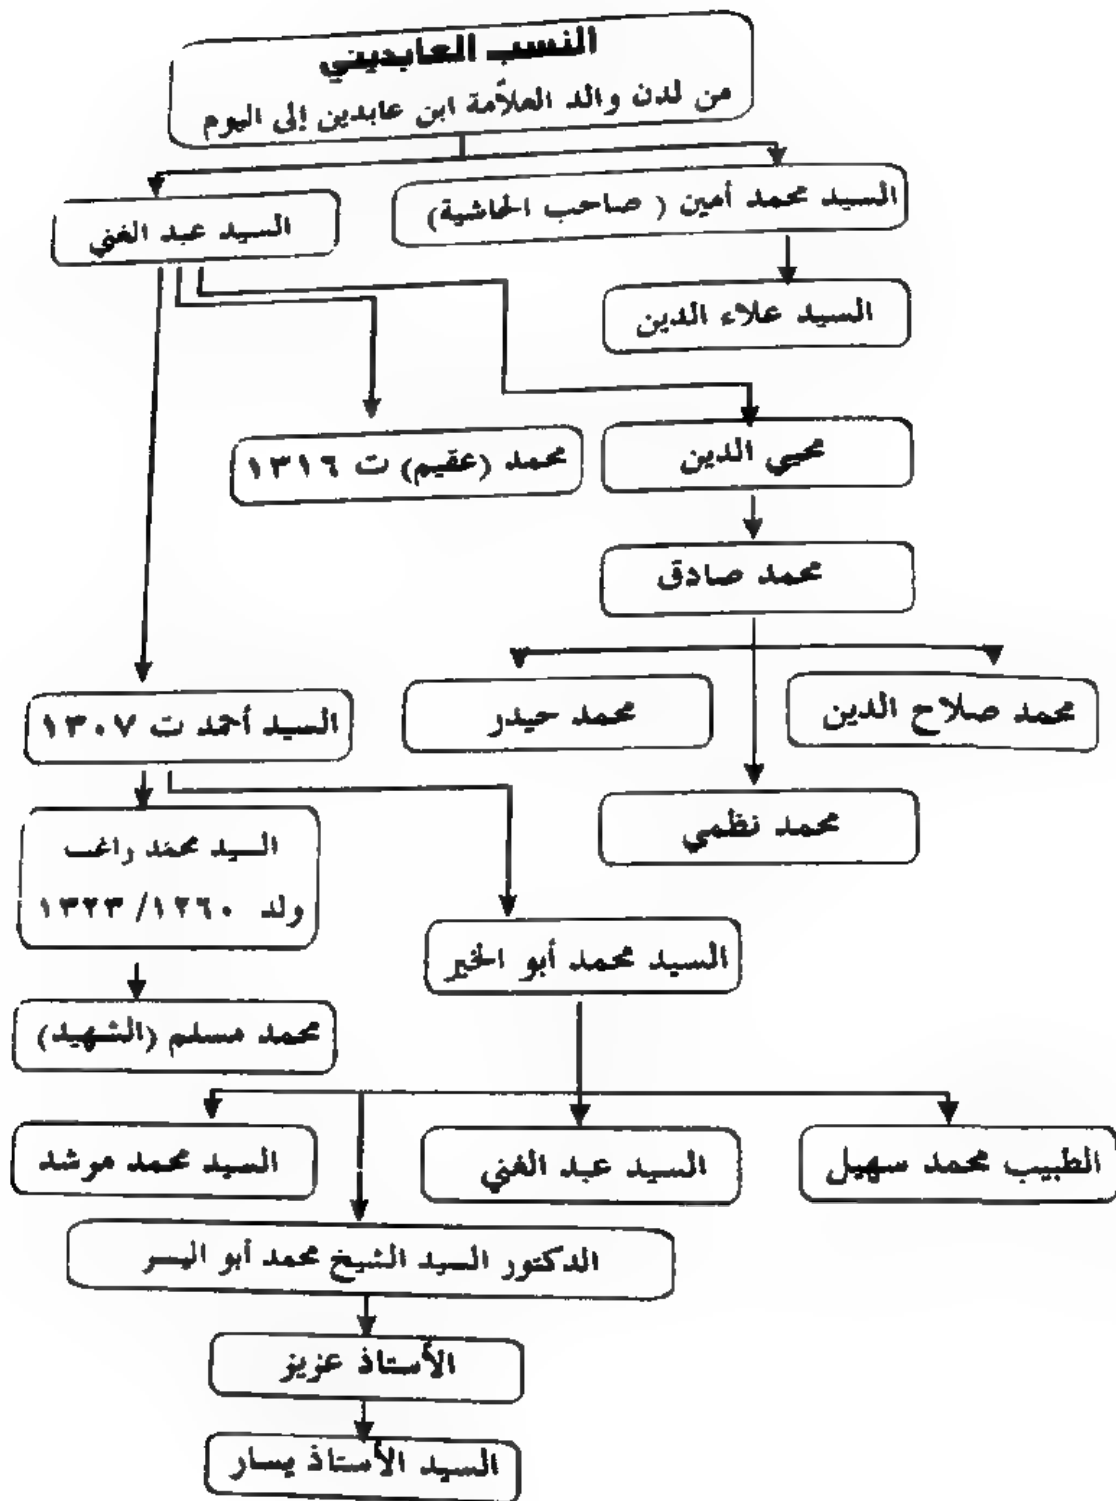 النسب العابديني
من لدن والد العلاّمة ابن عابدين إلى اليوم
السيد محمد أمين ( صاحب الحاشية)
السيد عبد الغني
السيد علاء الدين
محيي الدين
محمد (عقيم) ت ١٣١٦
محمد صادق
محمد صلاح الدين
محمد حيدر
السيد أحمد ت ١٣٠٧
محمد نظمي
السيد محمد راغب
ولد ١٢٦٠/ ١٣٢٣
السيد محمد أبو الخير
محمد مسلم (الشهيد)
الطبيب محمد سهيل
السيد عبد الغني
السيد محمد مرشد
الدكتور السيد الشيخ محمد أبو اليسر
الأستاذ عزيز
السيد الأستاذ يسار